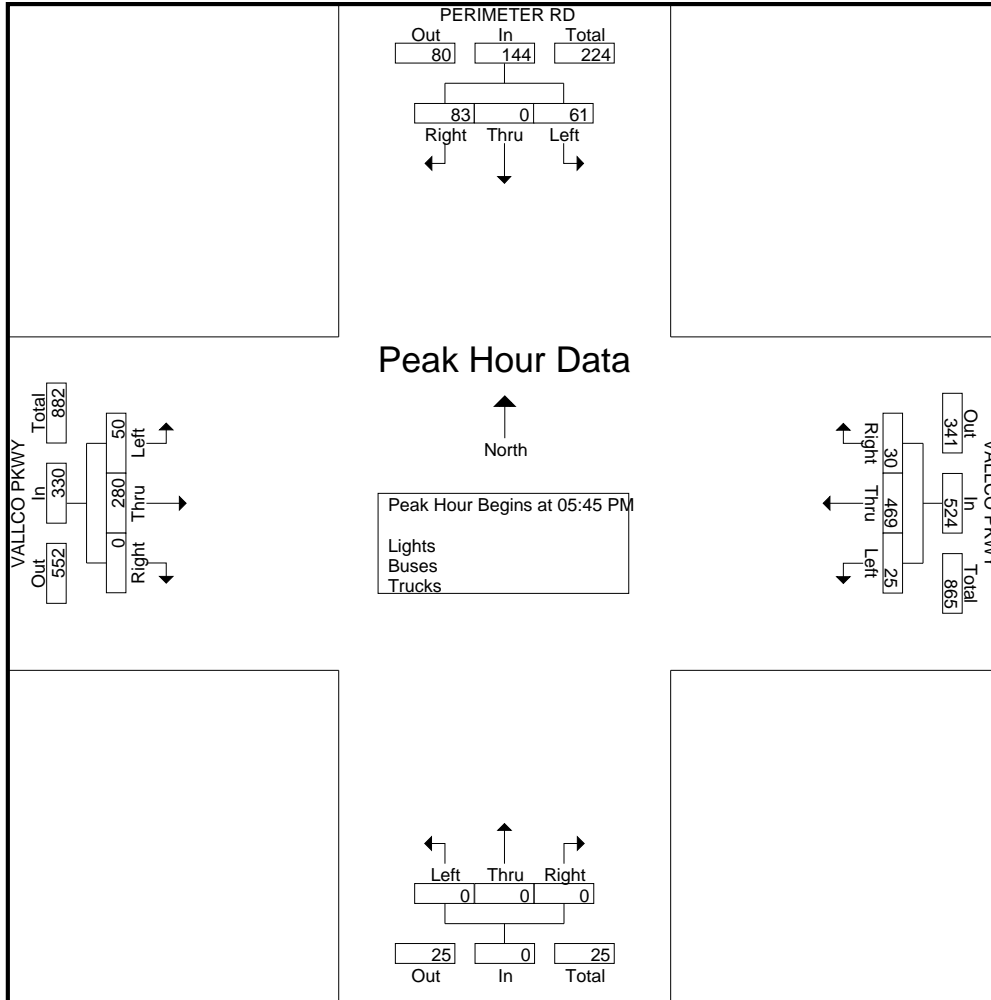 PERIMETER RD
Out In Total
80 144 224
83 0 61
Right Thru Left
Peak Hour Data
North
Peak Hour Begins at 05:45 PM
Lights
Buses
Trucks
VALLCO PKWY
Total In Out
882 330 552
50 280 0
Left Thru Right
VALLCO PKWY
Out In Total
341 524 865
30 469 25
Right Thru Left
Left Thru Right
0 0 0
25 0 25
Out In Total